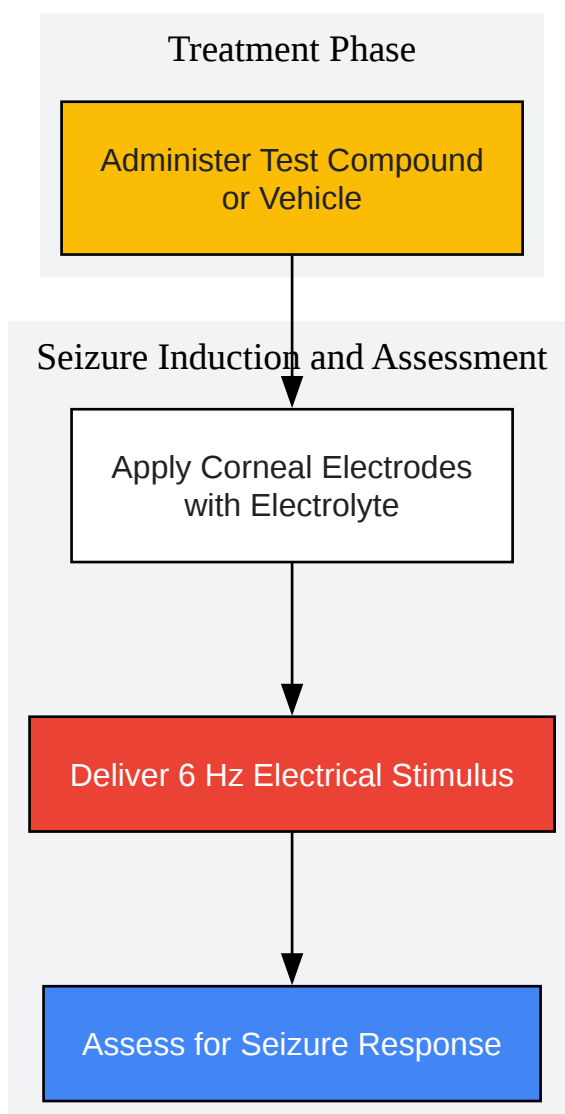 Treatment Phase
Administer Test Compound
or Vehicle
Seizure Induction and Assessment
Apply Corneal Electrodes
with Electrolyte
Deliver 6 Hz Electrical Stimulus
Assess for Seizure Response